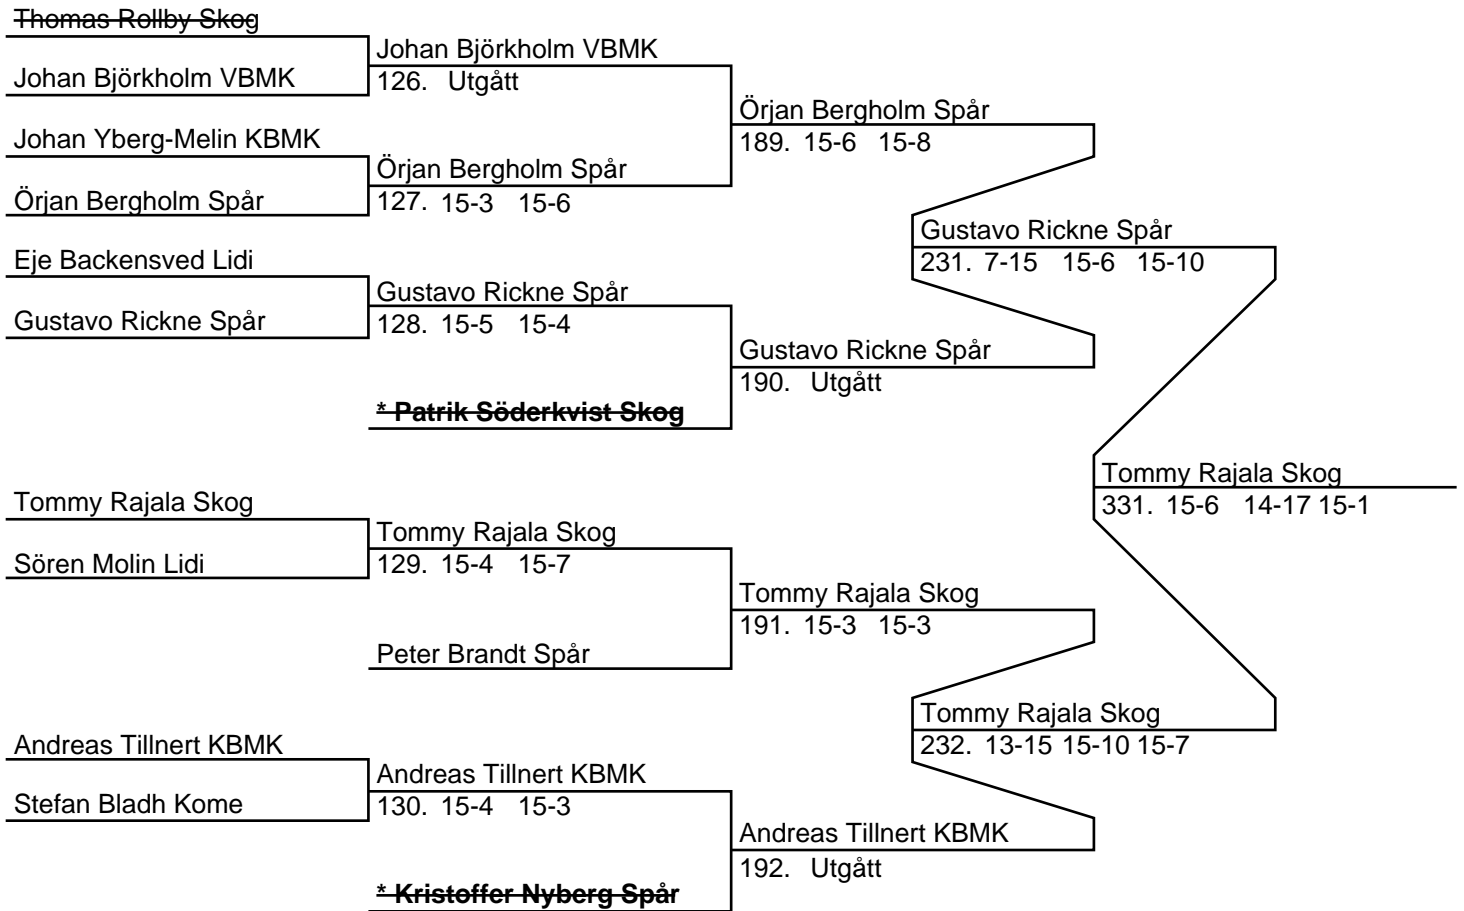 Thomas Rollby Skog
Johan Björkholm VBMK
Johan Björkholm VBMK
126. Utgått
Örjan Bergholm Spår
189. 15-6 15-8
Johan Yberg-Melin KBMK
Örjan Bergholm Spår
Örjan Bergholm Spår
127. 15-3 15-6
Gustavo Rickne Spår
231. 7-15 15-6 15-10
Eje Backensved Lidi
Gustavo Rickne Spår
Gustavo Rickne Spår
128. 15-5 15-4
Gustavo Rickne Spår
190. Utgått
* Patrik Söderkvist Skog
Tommy Rajala Skog
331. 15-6 14-17 15-1
Tommy Rajala Skog
Sören Molin Lidi
Tommy Rajala Skog
129. 15-4 15-7
Tommy Rajala Skog
191. 15-3 15-3
Peter Brandt Spår
Tommy Rajala Skog
232. 13-15 15-10 15-7
Andreas Tillnert KBMK
Stefan Bladh Kome
Andreas Tillnert KBMK
130. 15-4 15-3
Andreas Tillnert KBMK
192. Utgått
* Kristoffer Nyberg Spår